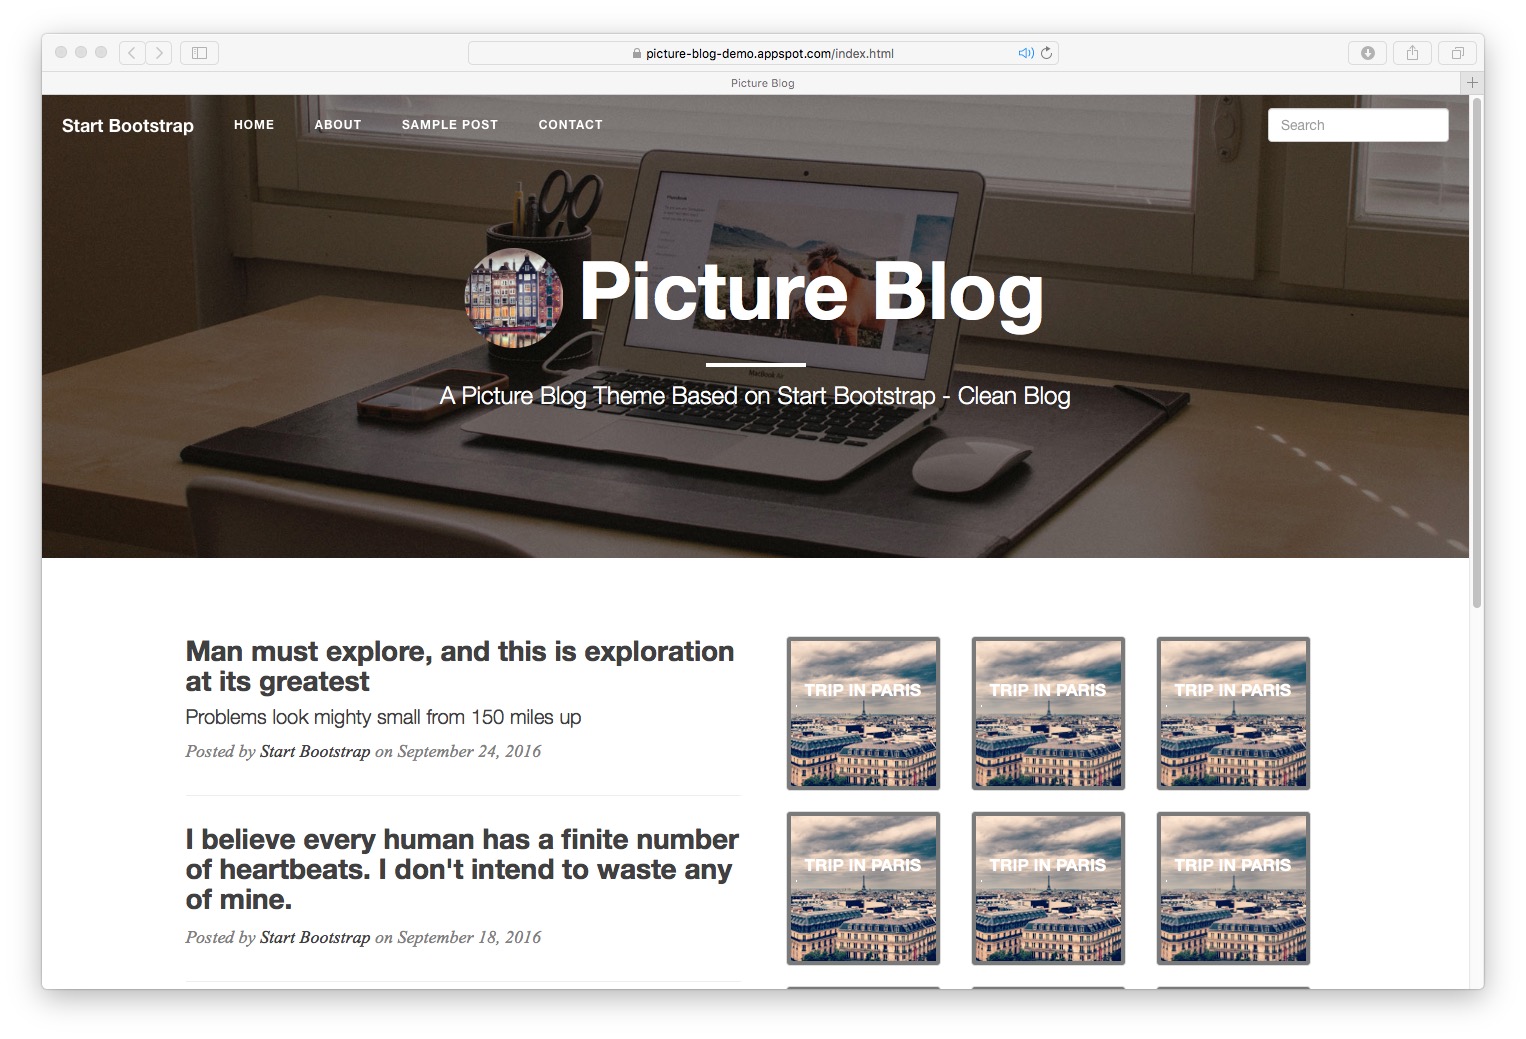 picture-blog-demo.appspot.com/index.html
Picture Blog
Start Bootstrap HOME ABOUT SAMPLE POST CONTACT Search
Picture Blog
MacBook Air
A Picture Blog Theme Based on Start Bootstrap - Clean Blog
Man must explore, and this is exploration
at its greatest
Problems look mighty small from 150 miles up
Posted by Start Bootstrap on September 24, 2016
I believe every human has a finite number
of heartbeats. I don't intend to waste any
of mine.
Posted by Start Bootstrap on September 18, 2016
TRIP IN PARIS TRIP IN PARIS TRIP IN PARIS
TRIP IN PARIS TRIP IN PARIS TRIP IN PARIS